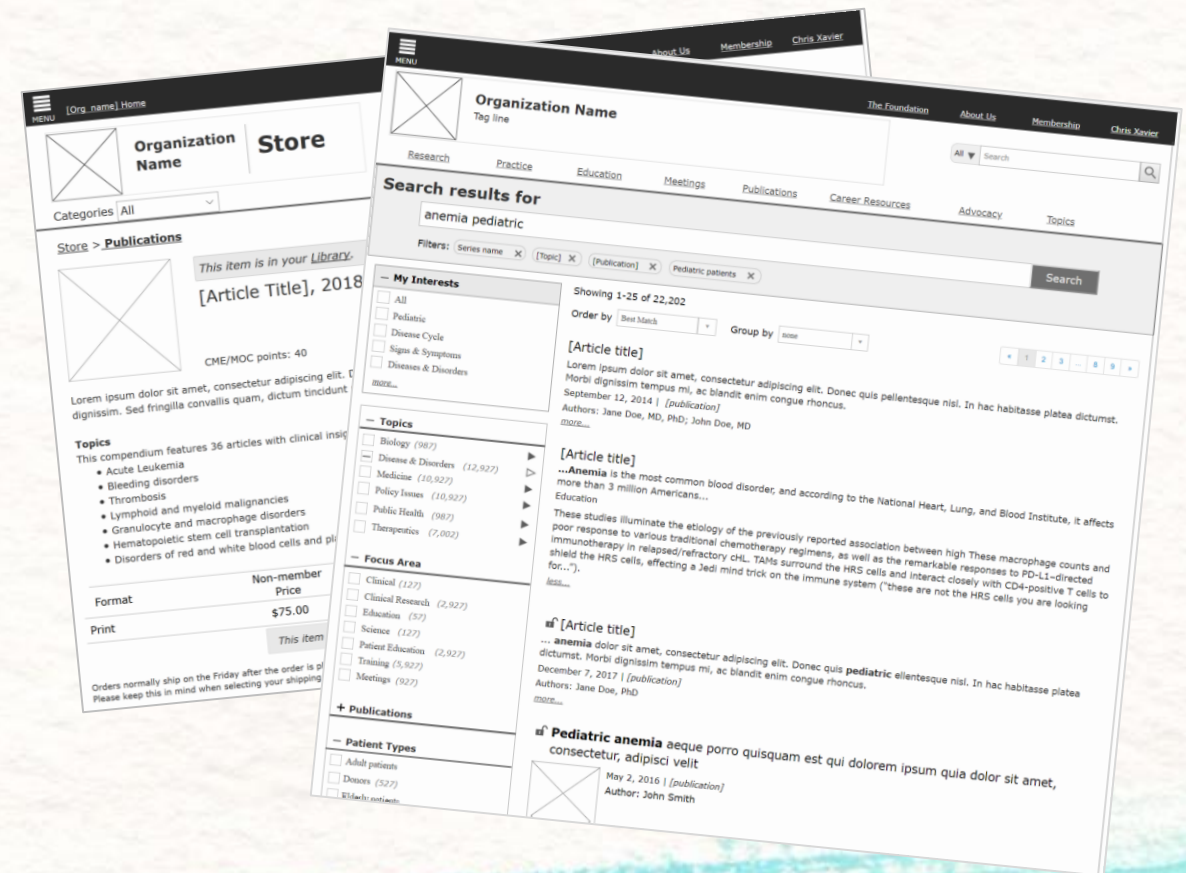 MENU
[Org_name] Home
Organization
Name
Store
Categories All
Store > Publications
This item is in your Library.
[Article Title], 2018
CME/MOC points: 40
Lorem ipsum dolor sit amet, consectetur adipiscing elit.
dignissim. Sed fringilla convallis quam, dictum tincidunt
Topics
This compendium features 36 articles with clinical
• Acute Leukemia
• Bleeding disorders
• Thrombosis
• Lymphoid and myeloid malignancies
• Granulocyte and macrophage disorders
• Hematopoietic stem cell transplantation
• Disorders of red and white blood cells and
Format Non-member
Price
Print $75.00
This item
Orders normally ship on the Friday after the order is
Please keep this in mind when selecting your shipping
About Us Membership Chris Xavier
MENU
The Foundation About Us Membership Chris Xavier
Organization Name
Tag line
All ▼ Search
Research Practice Education Meetings Publications Career Resources Advocacy Topics
Search results for
anemia pediatric
Search
Filters: Series name X [Topic] X [Publication] X Pediatric patients X
— My Interests
All
Pediatric
Disease Cycle
Signs & Symptoms
Diseases & Disorders
more...
— Topics
Biology (987)
Disease & Disorders (12,927)
Medicine (10,927)
Policy Issues (10,927)
Public Health (987)
Therapeutics (7,002)
— Focus Area
Clinical (127)
Clinical Research (2,927)
Education (57)
Science (127)
Patient Education (2,927)
Training (5,927)
Meetings (927)
+ Publications
— Patient Types
Adult patients
Donors (527)
Elderly patients
Showing 1-25 of 22,202
Order by Best Match Group by none
« 1 2 3 ... 8 9 »
[Article title]
Lorem ipsum dolor sit amet, consectetur adipiscing elit. Donec quis pellentesque nisl. In hac habitasse platea dictumst.
Morbi dignissim tempus mi, ac blandit enim congue rhoncus.
September 12, 2014 | [publication]
Authors: Jane Doe, MD, PhD; John Doe, MD
more...
[Article title]
...Anemia is the most common blood disorder, and according to the National Heart, Lung, and Blood Institute, it affects
more than 3 million Americans...
Education
These studies illuminate the etiology of the previously reported association between high These macrophage counts and
poor response to various traditional chemotherapy regimens, as well as the remarkable responses to PD-L1–directed
immunotherapy in relapsed/refractory cHL. TAMs surround the HRS cells and interact closely with CD4-positive T cells to
shield the HRS cells, effecting a Jedi mind trick on the immune system (“these are not the HRS cells you are looking
for...”).
less...
[Article title]
... anemia dolor sit amet, consectetur adipiscing elit. Donec quis pediatric ellentesque nisl. In hac habitasse platea
dictumst. Morbi dignissim tempus mi, ac blandit enim congue rhoncus.
December 7, 2017 | [publication]
Authors: Jane Doe, PhD
more...
Pediatric anemia aeque porro quisquam est qui dolorem ipsum quia dolor sit amet,
consectetur, adipisci velit
May 2, 2016 | [publication]
Author: John Smith